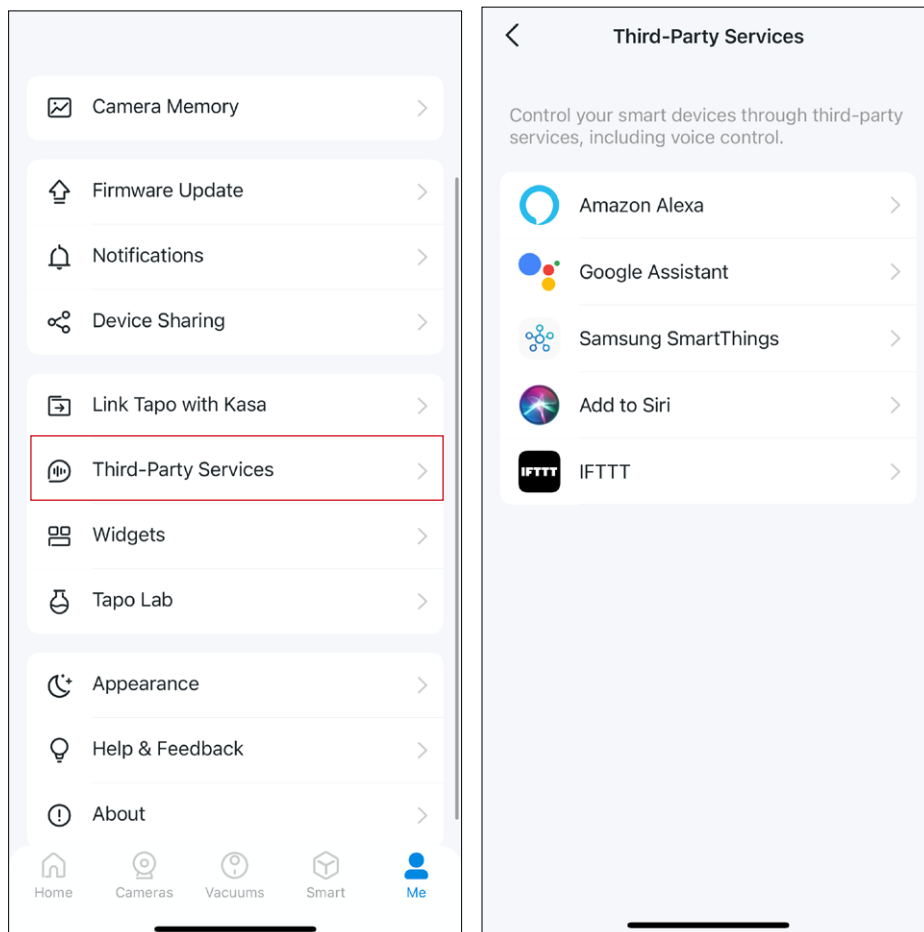 Camera Memory
Firmware Update
Notifications
Device Sharing
Link Tapo with Kasa
Third-Party Services
Widgets
Tapo Lab
Appearance
Help & Feedback
About
Home
Cameras
Vacuums
Smart
Me
Third-Party Services
Control your smart devices through third-party
services, including voice control.
Amazon Alexa
Google Assistant
Samsung SmartThings
Add to Siri
IFTTT
IFTTT